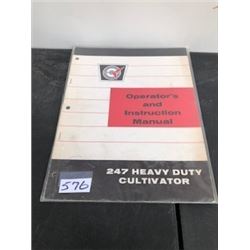 Operator's
and
Instruction
Manual
247 HEAVY DUTY
CULTIVATOR
576